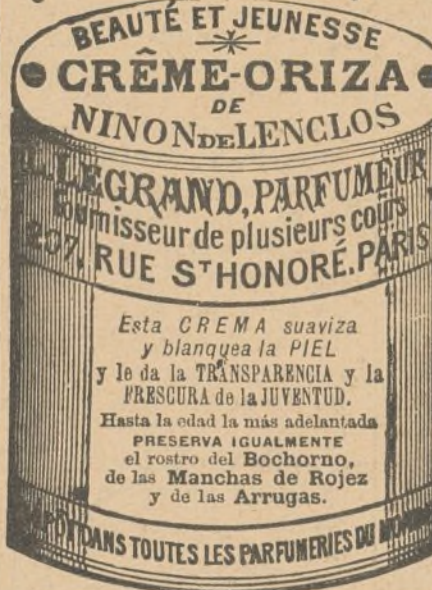 BEAUTÉ ET JEUNESSE
CRÊME-ORIZA
DE
NINON DE LENCLOS
L. LEGRAND, PARFUMEUR
Fournisseur de plusieurs cours
207, RUE ST HONORÉ. PARIS
Esta CREMA suaviza
y blanquea la PIEL
y le da la TRANSPARENCIA y la
FRESCURA de la JUVENTUD.
Hasta la edad la más adelantada
PRESERVA IGUALMENTE
el rostro del Bochorno,
de las Manchas de Rojez
y de las Arrugas.
DANS TOUTES LES PARFUMERIES DU